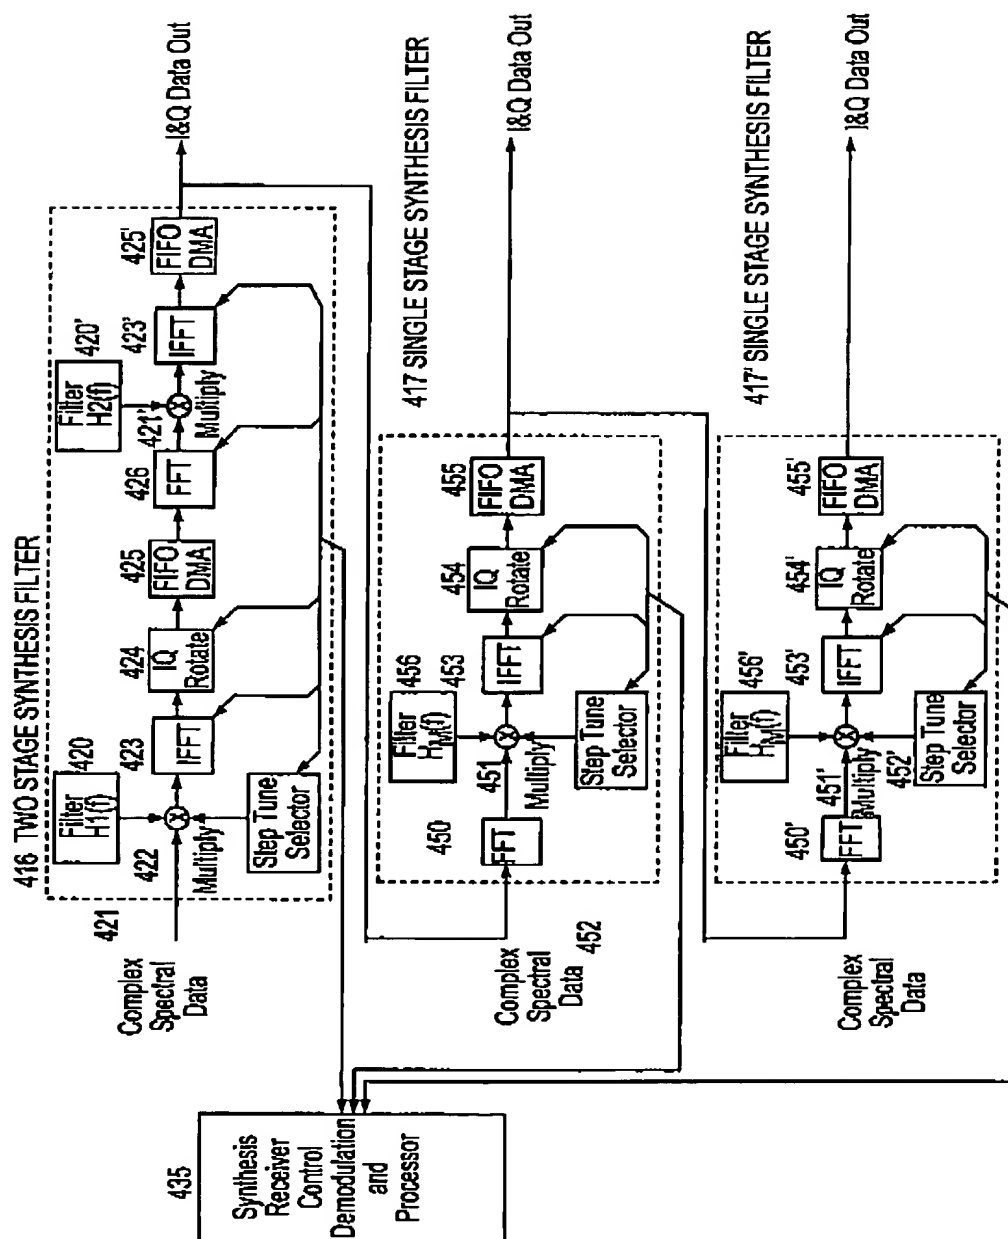 416 TWO STAGE SYNTHESIS FILTER
421
Complex
Spectral
Data
422
Multiply
420
Filter
H1(f)
Step Tune
Selector
423
IFFT
424
IQ
Rotate
425
FIFO
DMA
426
FFT
421'
Multiply
420'
Filter
H2(f)
423'
IFFT
425'
FIFO
DMA
I&Q Data Out
417 SINGLE STAGE SYNTHESIS FILTER
Complex
Spectral
Data
452
450
FFT
451
Multiply
456
Filter
HM(f)
Step Tune
Selector
453
IFFT
454
IQ
Rotate
455
FIFO
DMA
I&Q Data Out
417' SINGLE STAGE SYNTHESIS FILTER
Complex
Spectral
Data
450'
FFT
451'
Multiply
452'
456'
Filter
HM(f)
Step Tune
Selector
453'
IFFT
454'
IQ
Rotate
455'
FIFO
DMA
I&Q Data Out
435
Synthesis
Receiver
Control
Demodulation
and
Processor